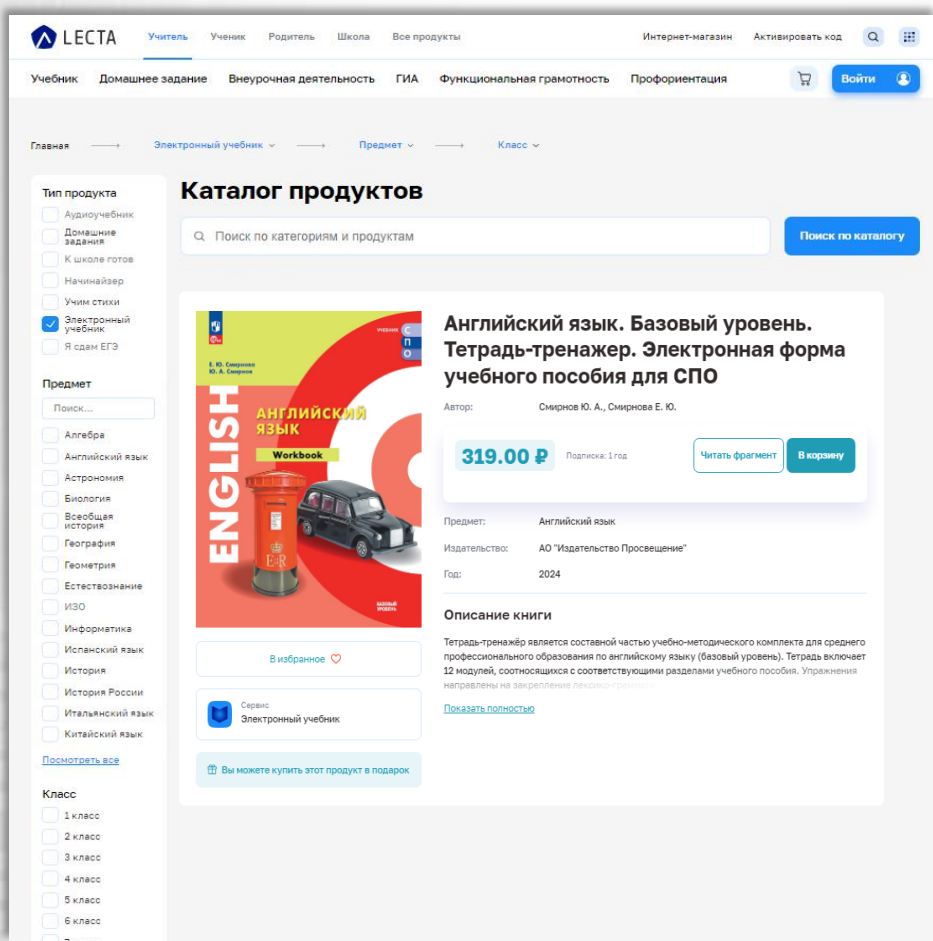 LECTA
Учитель Ученик Родитель Школа Все продукты Интернет-магазин Активировать код
Учебник Домашнее задание Внеурочная деятельность ГИА Функциональная грамотность Профориентация Войти
Главная Электронный учебник Предмет Класс
Тип продукта
Аудиоучебник
Домашние
задания
К школе готов
Начинайзер
Учим стихи
Электронный
учебник
Я сдам ЕГЭ
Предмет
Поиск...
Алгебра
Английский язык
Астрономия
Биология
Всеобщая
история
География
Геометрия
Естествознание
ИЗО
Информатика
Испанский язык
История
История России
Итальянский язык
Китайский язык
Посмотреть все
Класс
1 класс
2 класс
3 класс
4 класс
5 класс
6 класс
Каталог продуктов
Поиск по категориям и продуктам
Поиск по каталогу
УЧЕБНИК
С
П
О
Е. Ю. Смирнова
Ю. А. Смирнов
ENGLISH
АНГЛИЙСКИЙ
ЯЗЫК
Workbook
E R
БАЗОВЫЙ
УРОВЕНЬ
В избранное
Сервис
Электронный учебник
Вы можете купить этот продукт в подарок
Английский язык. Базовый уровень.
Тетрадь-тренажер. Электронная форма
учебного пособия для СПО
Автор: Смирнов Ю. А., Смирнова Е. Ю.
319.00 ₽ Подписка: 1 год Читать фрагмент В корзину
Предмет: Английский язык
Издательство: АО "Издательство Просвещение"
Год: 2024
Описание книги
Тетрадь-тренажёр является составной частью учебно-методического комплекта для среднего
профессионального образования по английскому языку (базовый уровень). Тетрадь включает
12 модулей, соотносящихся с соответствующими разделами учебного пособия. Упражнения
направлены на закрепление
Показать полностью